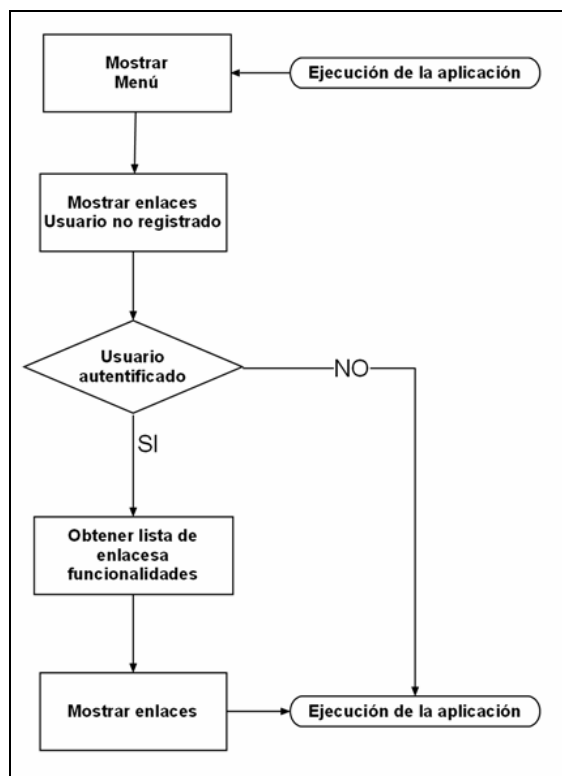 Mostrar
Menú
Ejecución de la aplicación
Mostrar enlaces
Usuario no registrado
Usuario
autentificado
NO
SI
Obtener lista de
enlacesa
funcionalidades
Mostrar enlaces
Ejecución de la aplicación